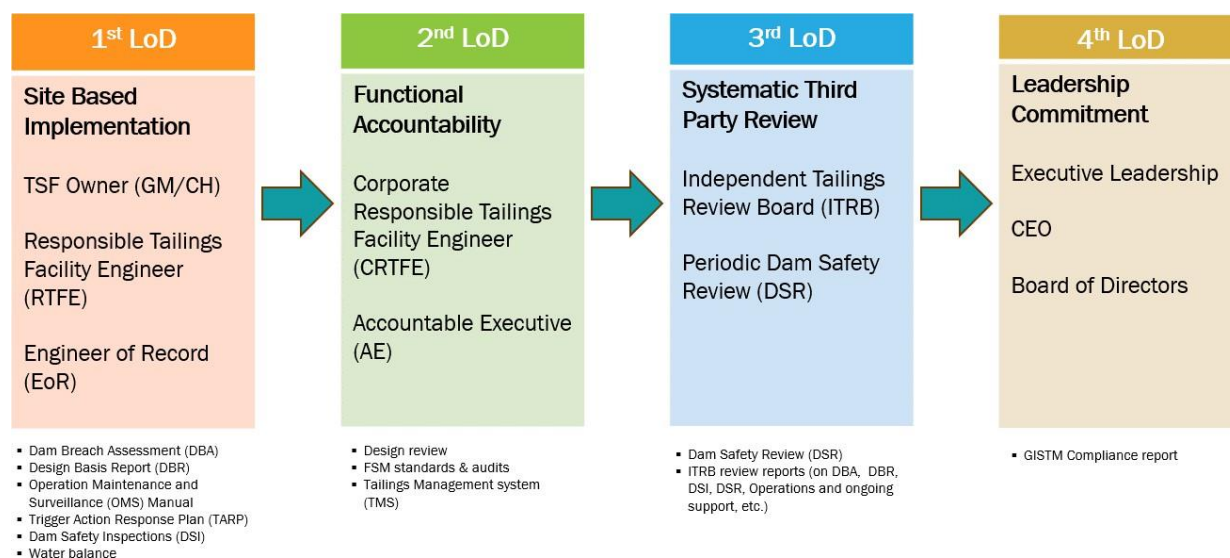 1st LoD
Site Based
Implementation
TSF Owner (GM/CH)
Responsible Tailings
Facility Engineer
(RTFE)
Engineer of Record
(EoR)
▪ Dam Breach Assessment (DBA)
▪ Design Basis Report (DBR)
▪ Operation Maintenance and
Surveillance (OMS) Manual
▪ Trigger Action Response Plan (TARP)
▪ Dam Safety Inspections (DSI)
▪ Water balance
2nd LoD
Functional
Accountability
Corporate
Responsible Tailings
Facility Engineer
(CRTFE)
Accountable Executive
(AE)
▪ Design review
▪ FSM standards & audits
▪ Tailings Management system
(TMS)
3rd LoD
Systematic Third
Party Review
Independent Tailings
Review Board (ITRB)
Periodic Dam Safety
Review (DSR)
▪ Dam Safety Review (DSR)
▪ ITRB review reports (on DBA, DBR,
DSI, DSR, Operations and ongoing
support, etc.)
4th LoD
Leadership
Commitment
Executive Leadership
CEO
Board of Directors
▪ GISTM Compliance report